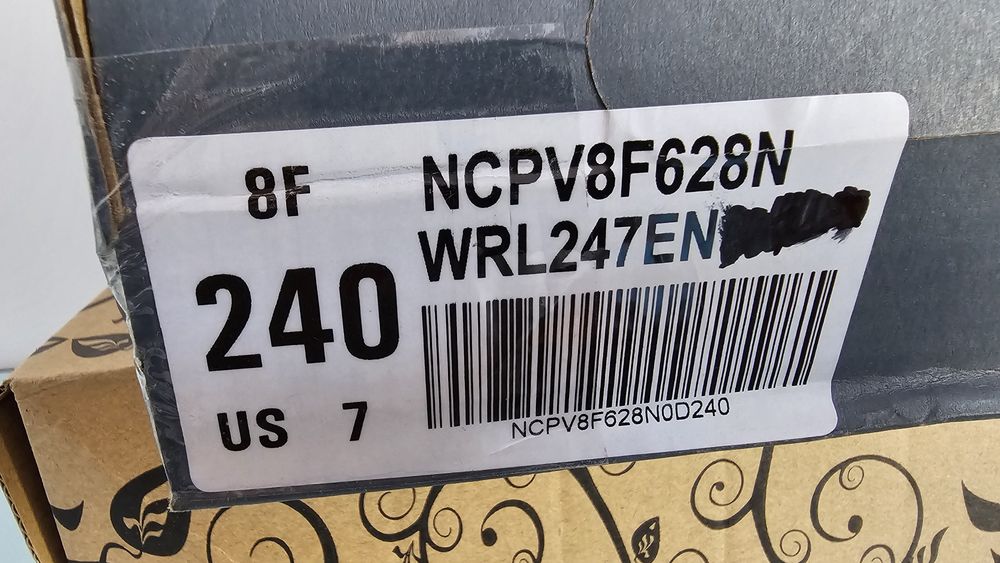 8F
NCPV8F628N
WRL247EN
240
US 7
NCPV8F628N0D240